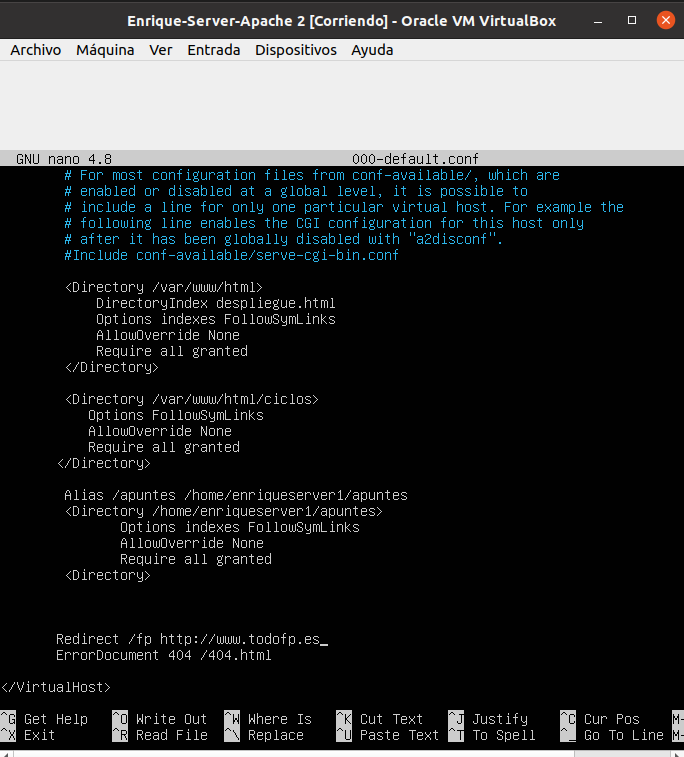 Enrique-Server-Apache 2 [Corriendo] - Oracle VM VirtualBox
Archivo Máquina Ver Entrada Dispositivos Ayuda
GNU nano 4.8 000-default.conf
# For most configuration files from conf-available/, which are
# enabled or disabled at a global level, it is possible to
# include a line for only one particular virtual host. For example the
# following line enables the CGI configuration for this host only
# after it has been globally disabled with "a2disconf".
#Include conf-available/serve-cgi-bin.conf
<Directory /var/www/html>
DirectoryIndex despliegue.html
Options indexes FollowSymLinks
AllowOverride None
Require all granted
</Directory>
<Directory /var/www/html/ciclos>
Options FollowSymLinks
AllowOverride None
Require all granted
</Directory>
Alias /apuntes /home/enriqueserver1/apuntes
<Directory /home/enriqueserver1/apuntes>
Options indexes FollowSymLinks
AllowOverride None
Require all granted
<Directory>
Redirect /fp http://www.todofp.es_
ErrorDocument 404 /404.html
</VirtualHost>
^G Get Help ^O Write Out ^W Where Is ^K Cut Text ^J Justify ^C Cur Pos M-
^X Exit ^R Read File ^\ Replace ^U Paste Text ^T To Spell ^_ Go To Line M-